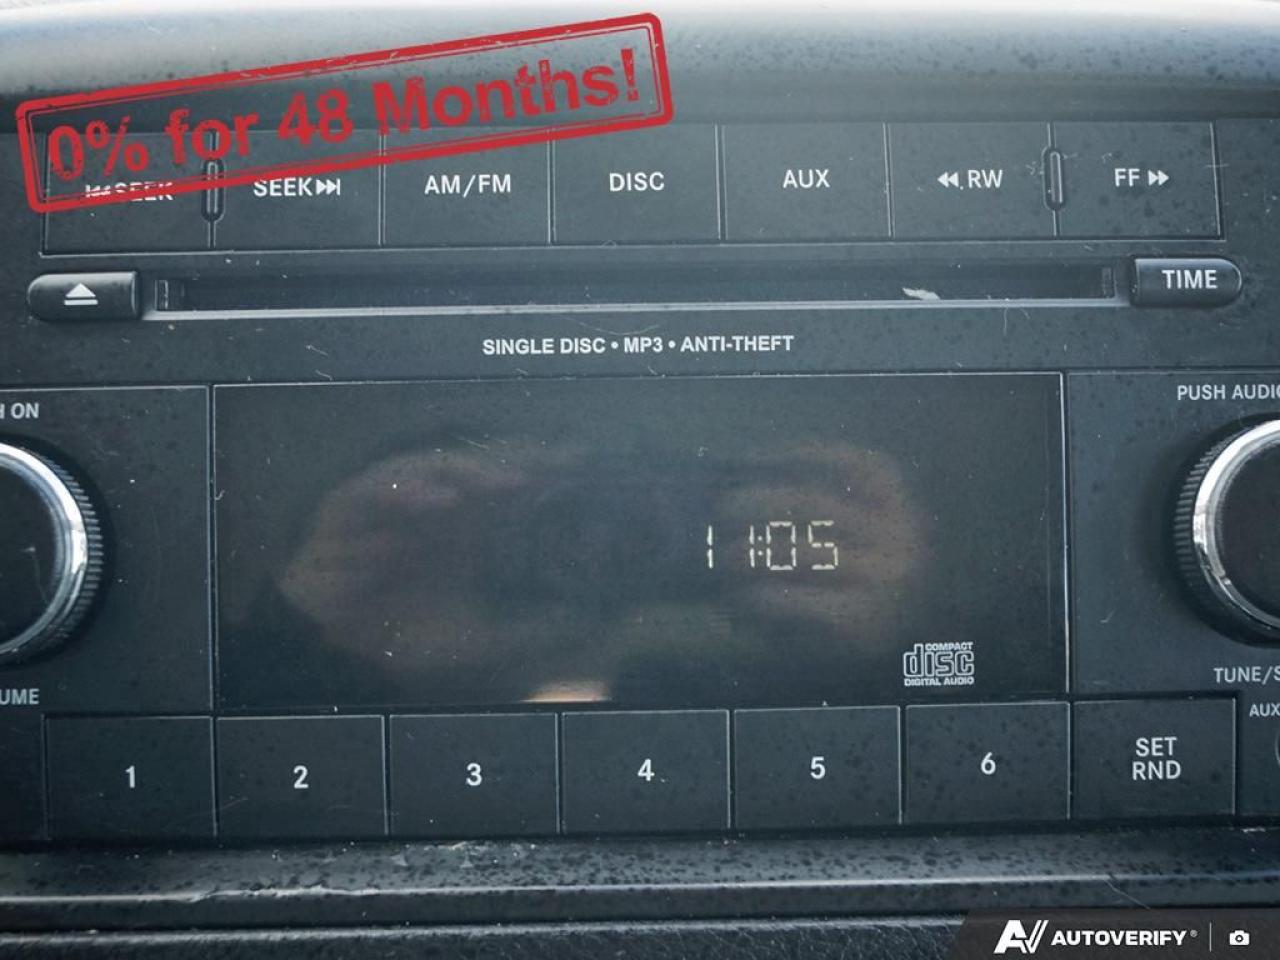 0% for 48 Months!
SEEK SEEK AM/FM DISC AUX RW FF
TIME
SINGLE DISC • MP3 • ANTI-THEFT
ON PUSH AUDIO
11:05
COMPACT
disc
DIGITAL AUDIO
TUNE/S
UME
AUX
1 2 3 4 5 6 SET
RND
AUTOVERIFY